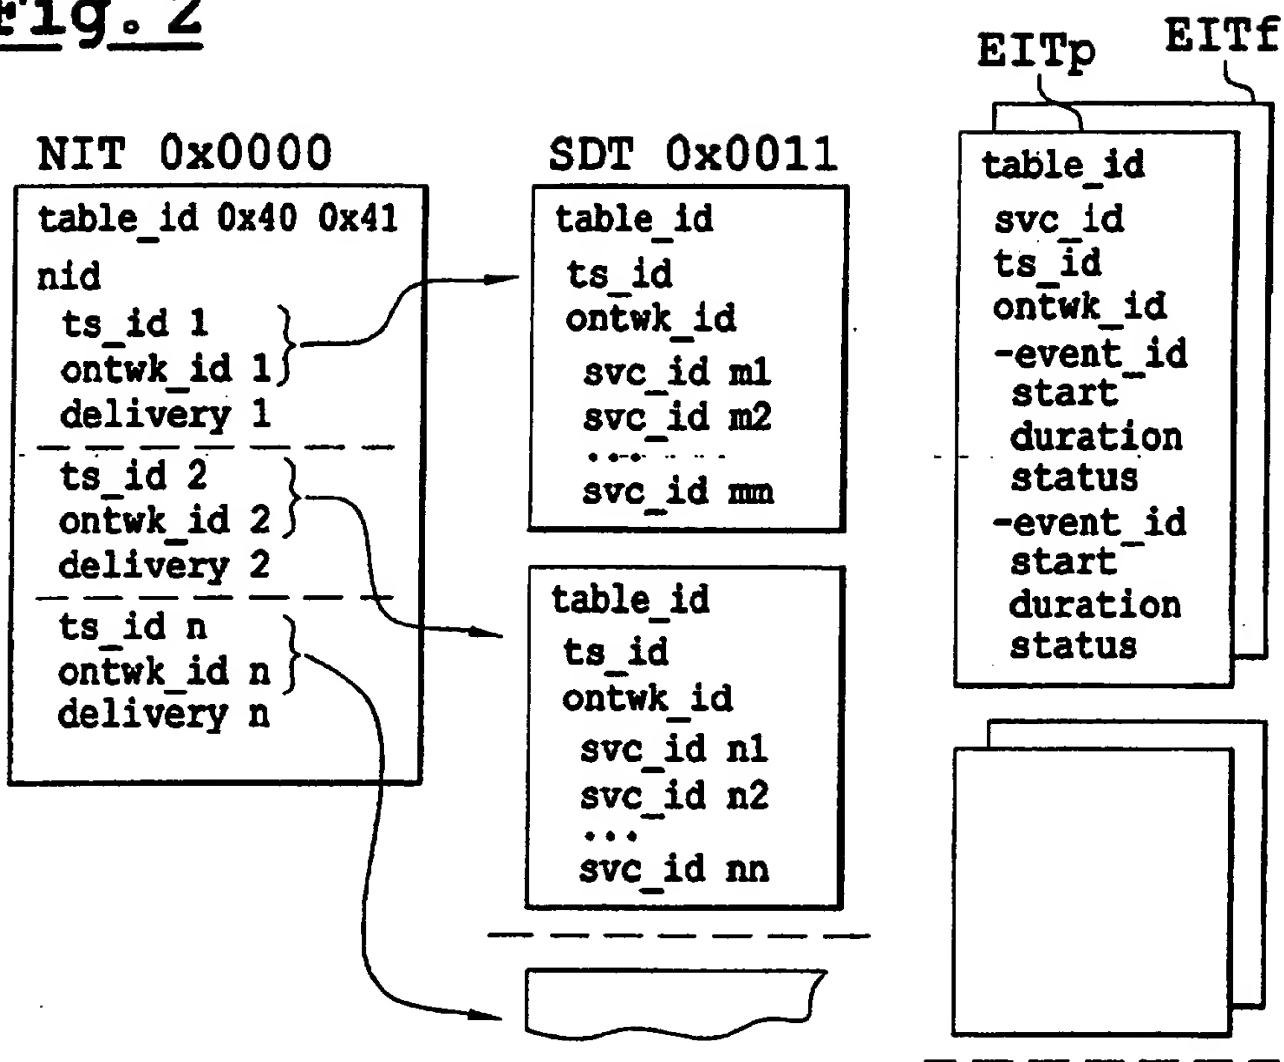 Fig. 2
EITp EITf
NIT 0x0000
table_id 0x40 0x41
nid
ts_id 1
ontwk_id 1
delivery 1
ts_id 2
ontwk_id 2
delivery 2
ts_id n
ontwk_id n
delivery n
SDT 0x0011
table_id
ts_id
ontwk_id
svc_id m1
svc_id m2
...
svc_id mm
table_id
ts_id
ontwk_id
svc_id n1
svc_id n2
...
svc_id nn
table_id
svc_id
ts_id
ontwk_id
-event_id
start
duration
status
-event_id
start
duration
status